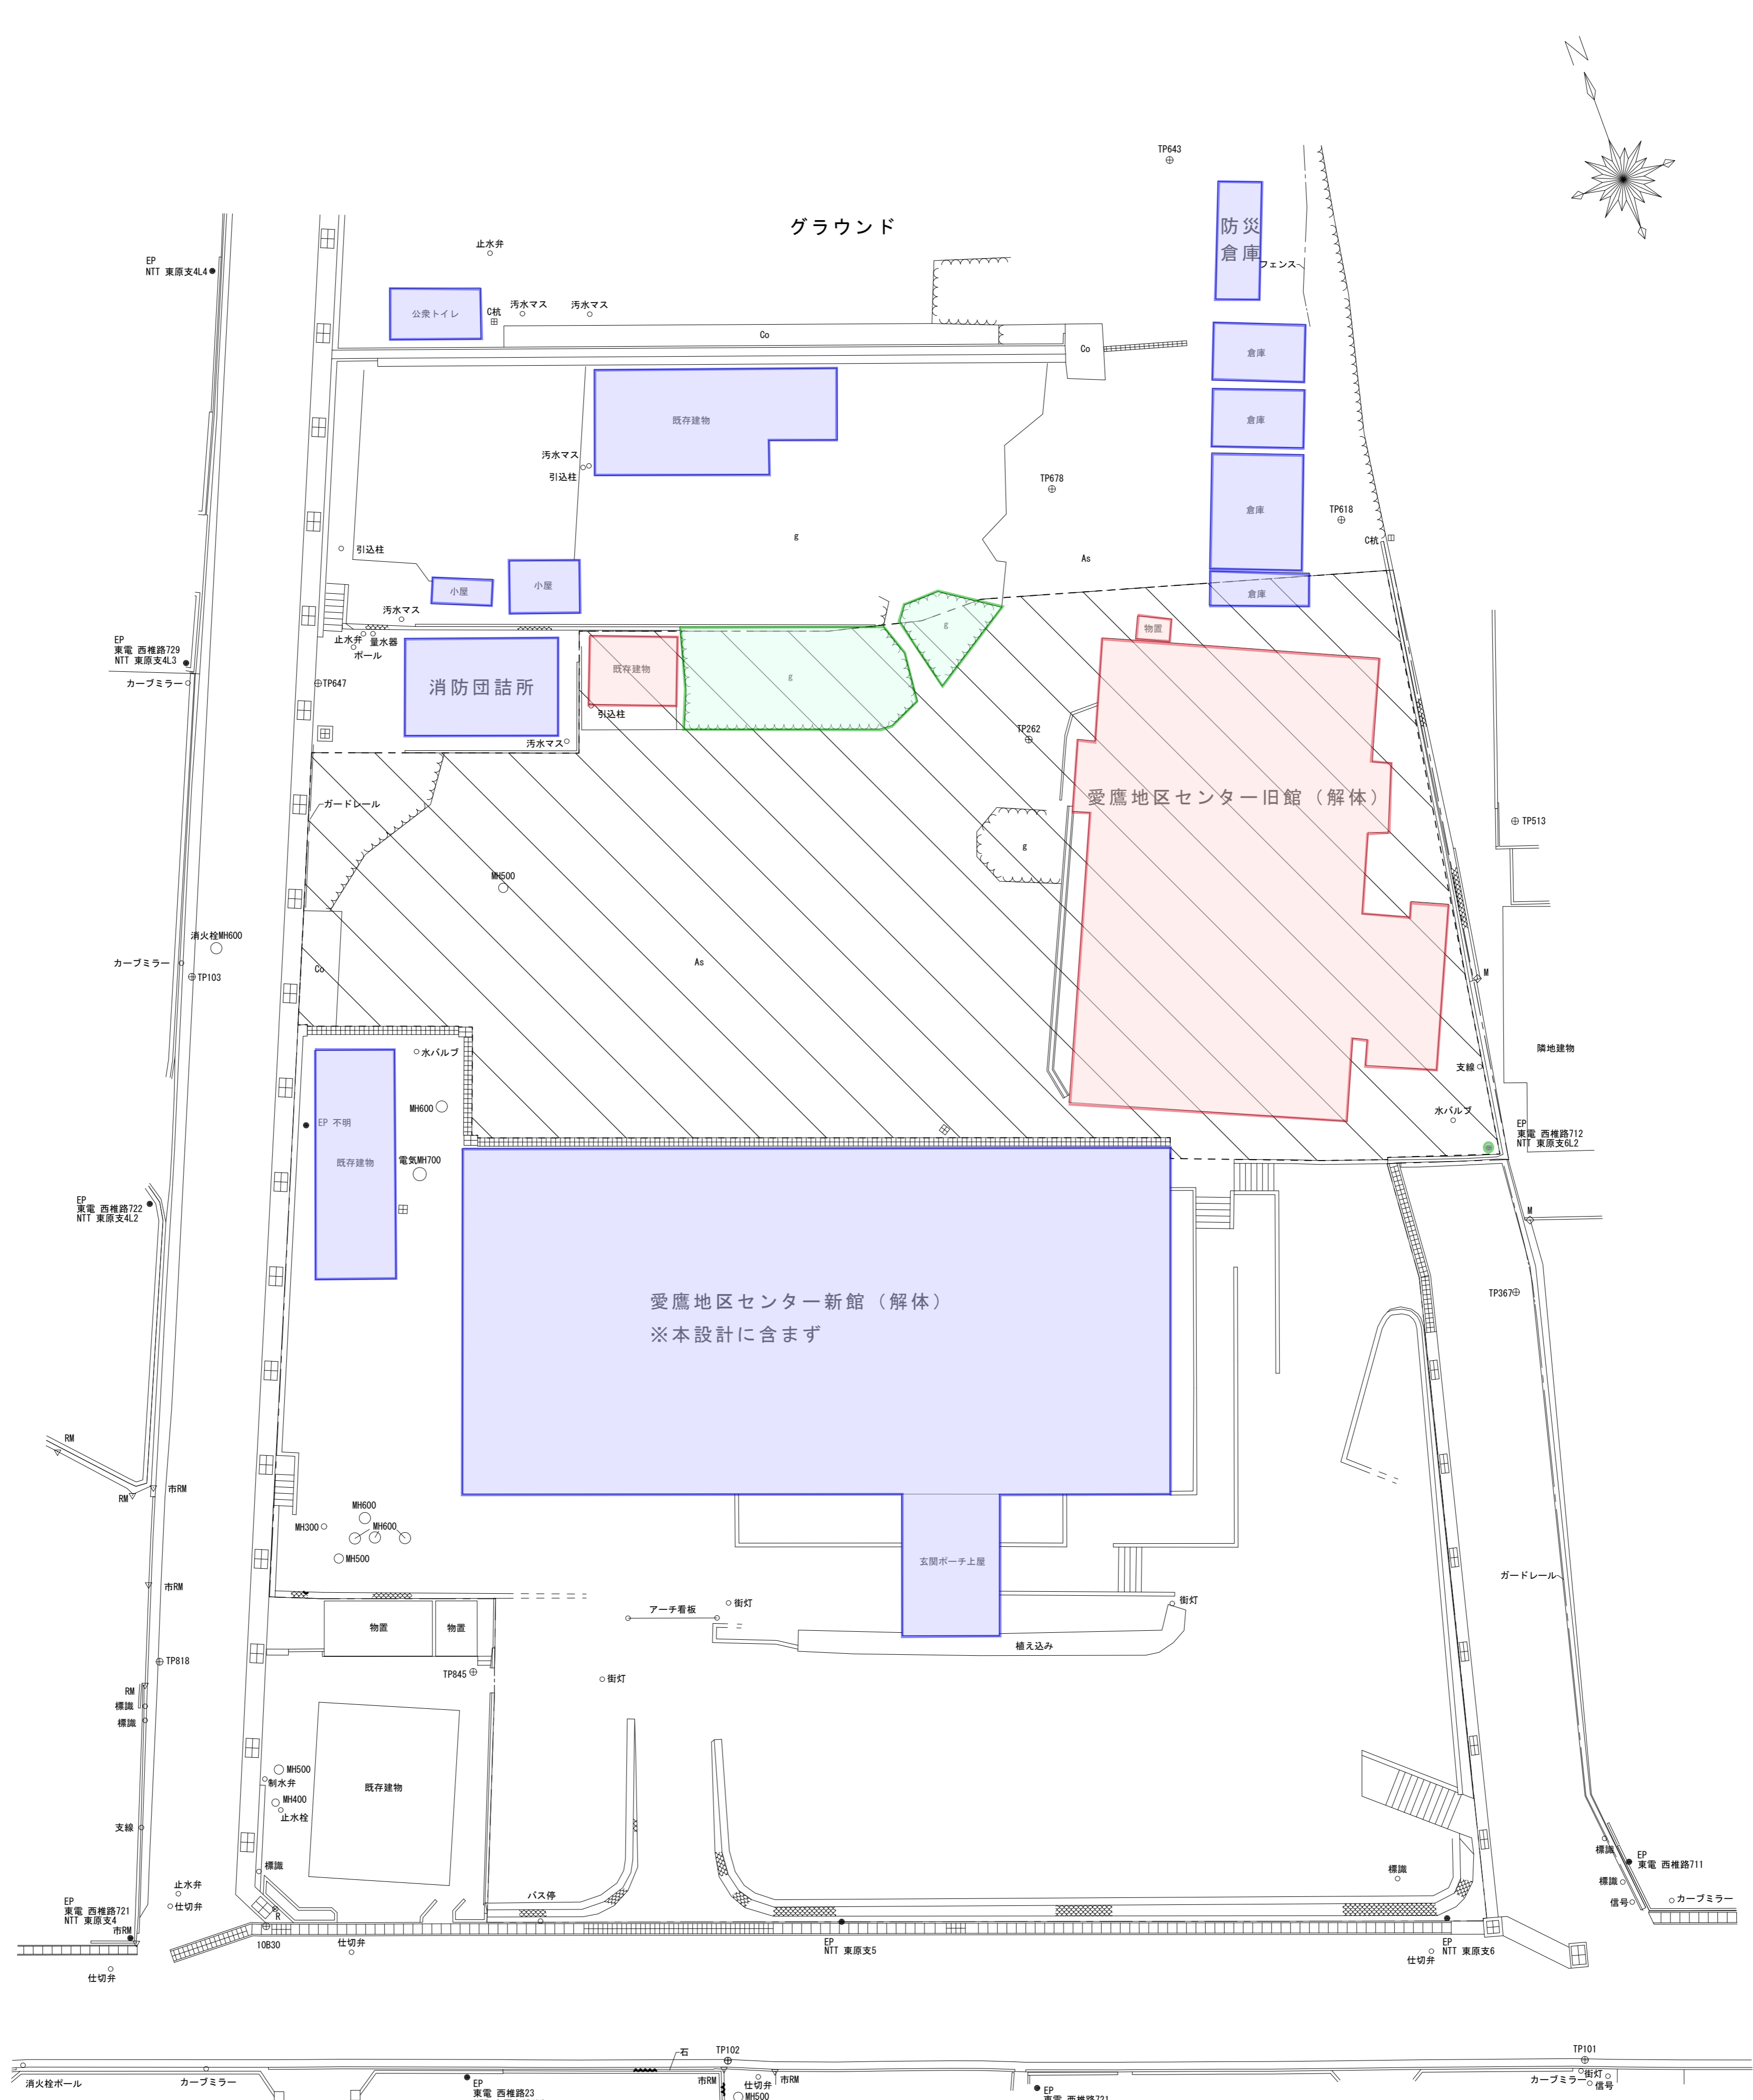 N
TP643
グラウンド
防災
倉庫
止水弁
EP
NTT 東原支4L4
フェンス
公衆トイレ
C杭
汚水マス
汚水マス
Co
Co
倉庫
既存建物
倉庫
汚水マス
引込柱
TP678
倉庫
TP618
g
C杭
引込柱
As
小屋
小屋
倉庫
汚水マス
g
物置
止水弁
量水器
ポール
EP
東電 西椎路729
NTT 東原支4L3
カーブミラー
TP647
消防団詰所
既存建物
g
引込柱
汚水マス
TP262
愛鷹地区センター旧館（解体）
ガードレール
TP513
g
MH500
消火栓MH600
カーブミラー
TP103
Co
As
M
隣地建物
水バルブ
支線
MH600
水バルブ
EP 不明
EP
東電 西椎路712
NTT 東原支6L2
既存建物
電気MH700
EP
東電 西椎路722
NTT 東原支4L2
M
TP367
愛鷹地区センター新館（解体）
※本設計に含まず
RM
市RM
RM
MH600
MH300
MH600
MH500
玄関ポーチ上屋
市RM
ガードレール
街灯
アーチ看板
街灯
物置
物置
植え込み
TP818
TP845
街灯
RM
標識
標識
MH500
制水弁
既存建物
MH400
止水栓
支線
標識
標識
EP
東電 西椎路711
標識
止水弁
バス停
仕切弁
信号
カーブミラー
EP
東電 西椎路721
NTT 東原支4
市RM
R
10B30
仕切弁
EP
NTT 東原支5
EP
NTT 東原支6
仕切弁
仕切弁
石
TP102
TP101
消火栓ポール
カーブミラー
EP
東電 西椎路23
市RM
仕切弁
市RM
MH500
EP
カーブミラー
街灯
信号